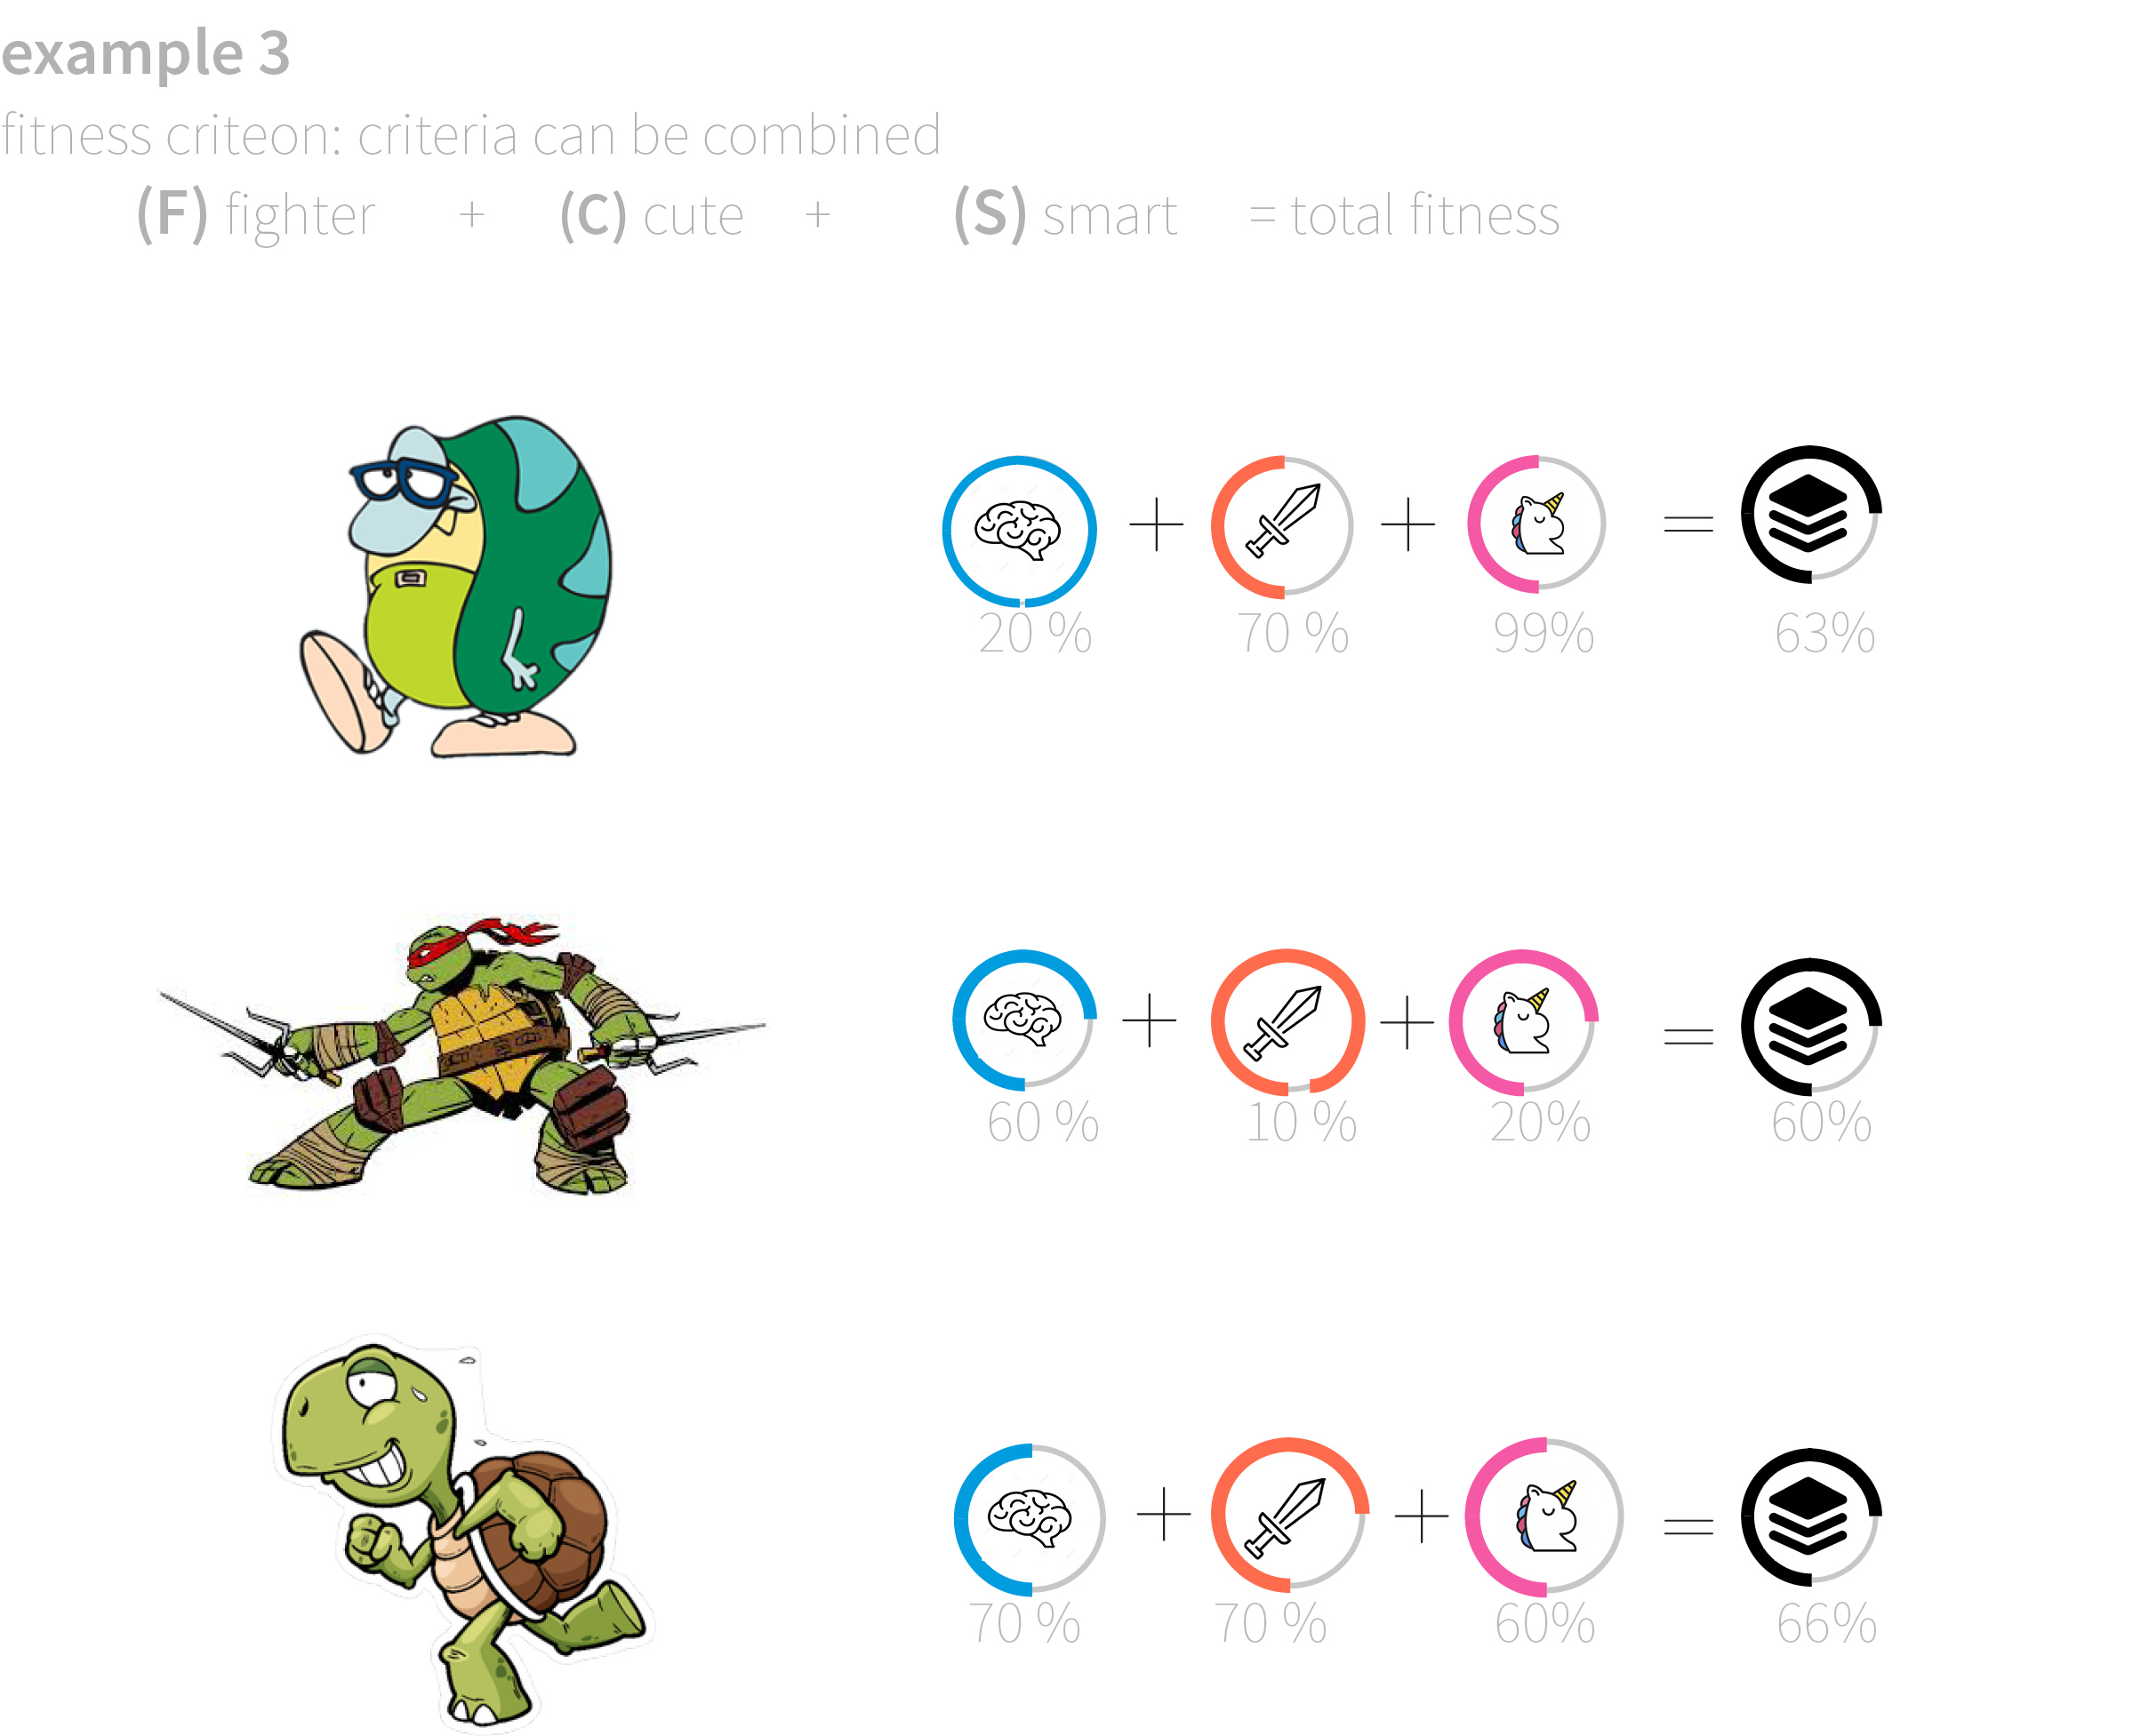 example 3
fitness criteon: criteria can be combined
(F) fighter + (C) cute + (S) smart = total fitness
+ + =
20 % 70 % 99% 63%
+ + =
60 % 10 % 20% 60%
+ + =
70 % 70 % 60% 66%